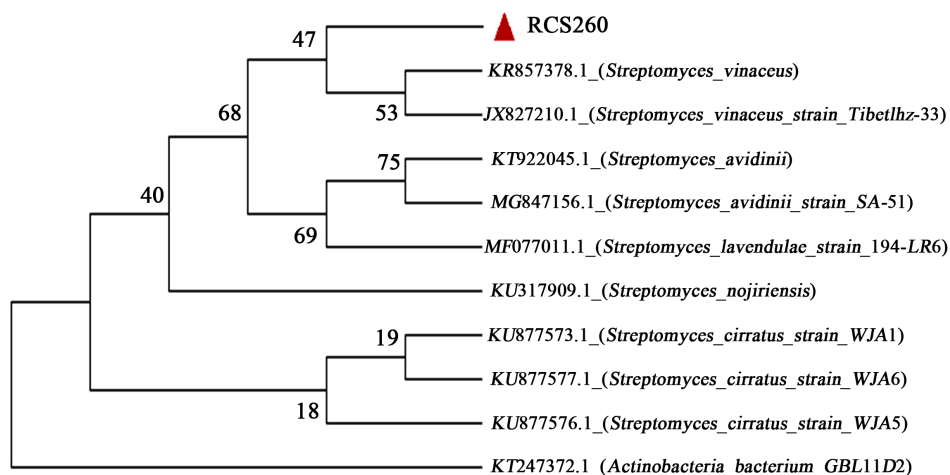 47
RCS260
KR857378.1_(Streptomyces_vinaceus)
53
JX827210.1_(Streptomyces_vinaceus_strain_Tibetlhz-33)
68
75
KT922045.1_(Streptomyces_avidinii)
40
MG847156.1_(Streptomyces_avidinii_strain_SA-51)
69
MF077011.1_(Streptomyces_lavendulae_strain_194-LR6)
KU317909.1_(Streptomyces_nojiriensis)
19
KU877573.1_(Streptomyces_cirratus_strain_WJA1)
KU877577.1_(Streptomyces_cirratus_strain_WJA6)
18
KU877576.1_(Streptomyces_cirratus_strain_WJA5)
KT247372.1_(Actinobacteria_bacterium_GBL11D2)